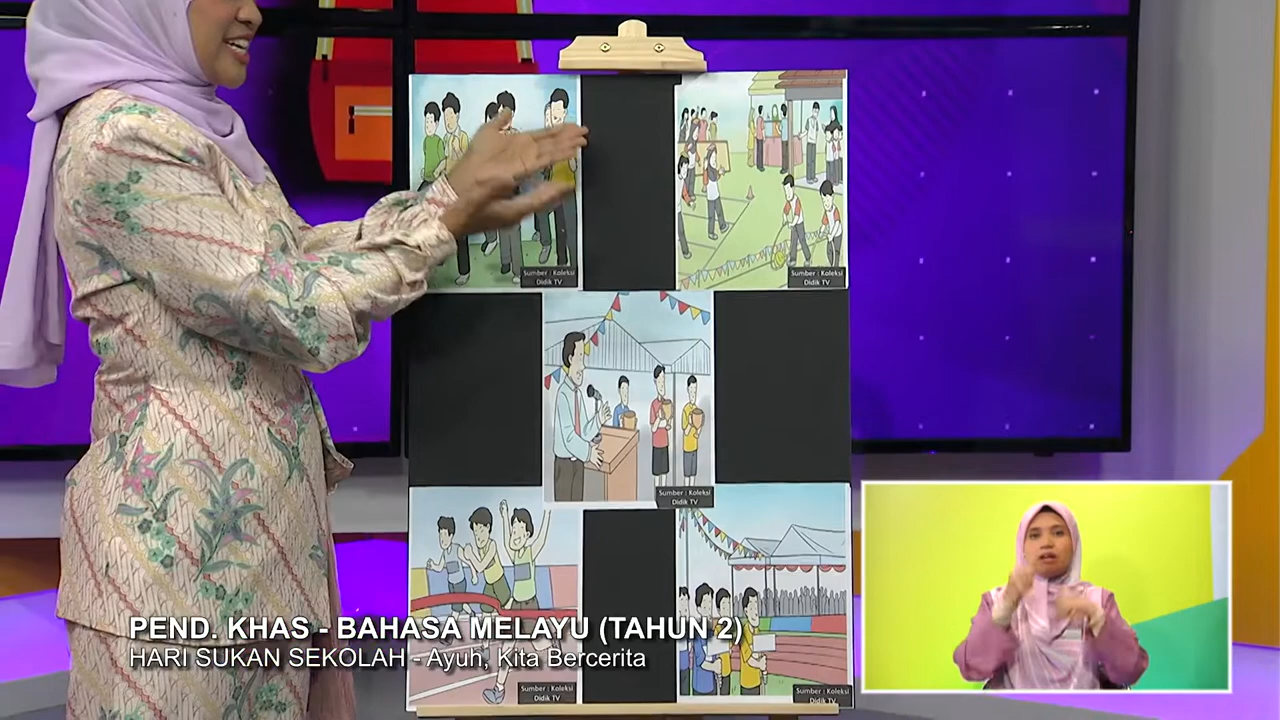 Sumber : Koleksi
Didik TV
Sumber : Koleksi
Didik TV
Sumber : Koleksi
Didik TV
Sumber : Koleksi
Didik TV
Sumber : Koleksi
Didik TV
PEND. KHAS - BAHASA MELAYU (TAHUN 2)
HARI SUKAN SEKOLAH - Ayuh, Kita Bercerita